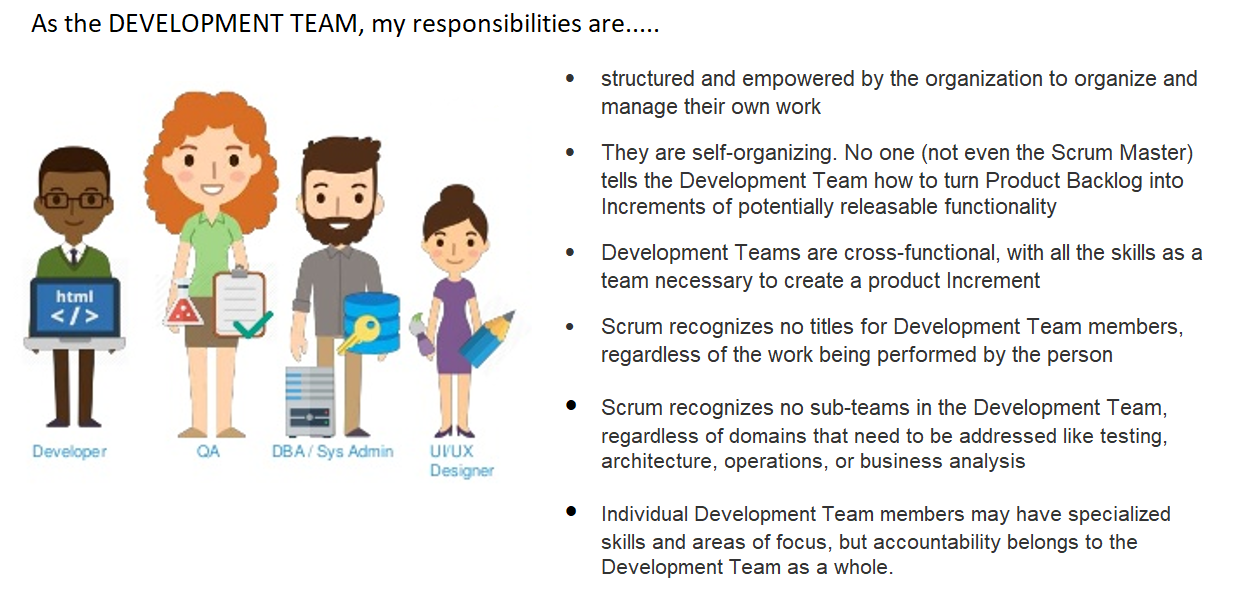 As the DEVELOPMENT TEAM, my responsibilities are.....
structured and empowered by the organization to organize and
manage their own work
They are self-organizing. No one (not even the Scrum Master)
tells the Development Team how to turn Product Backlog into
Increments of potentially releasable functionality
Development Teams are cross-functional, with all the skills as a
team necessary to create a product Increment
Scrum recognizes no titles for Development Team members,
regardless of the work being performed by the person
Scrum recognizes no sub-teams in the Development Team,
regardless of domains that need to be addressed like testing,
architecture, operations, or business analysis
Individual Development Team members may have specialized
skills and areas of focus, but accountability belongs to the
Development Team as a whole.
html
</>
Developer
QA
DBA / Sys Admin
UI/UX
Designer